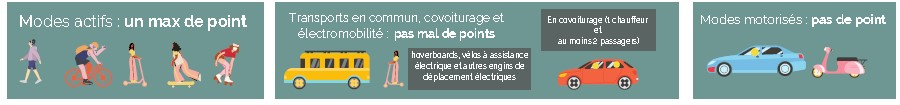 Modes actifs : un max de point
Transports en commun, covoiturage et
électromobilité : pas mal de points
hoverboards, vélos à assistance
électrique et autres engins de
déplacement électriques
En covoiturage (1 chauffeur
et
au moins 2 passagers)
Modes motorisés : pas de point